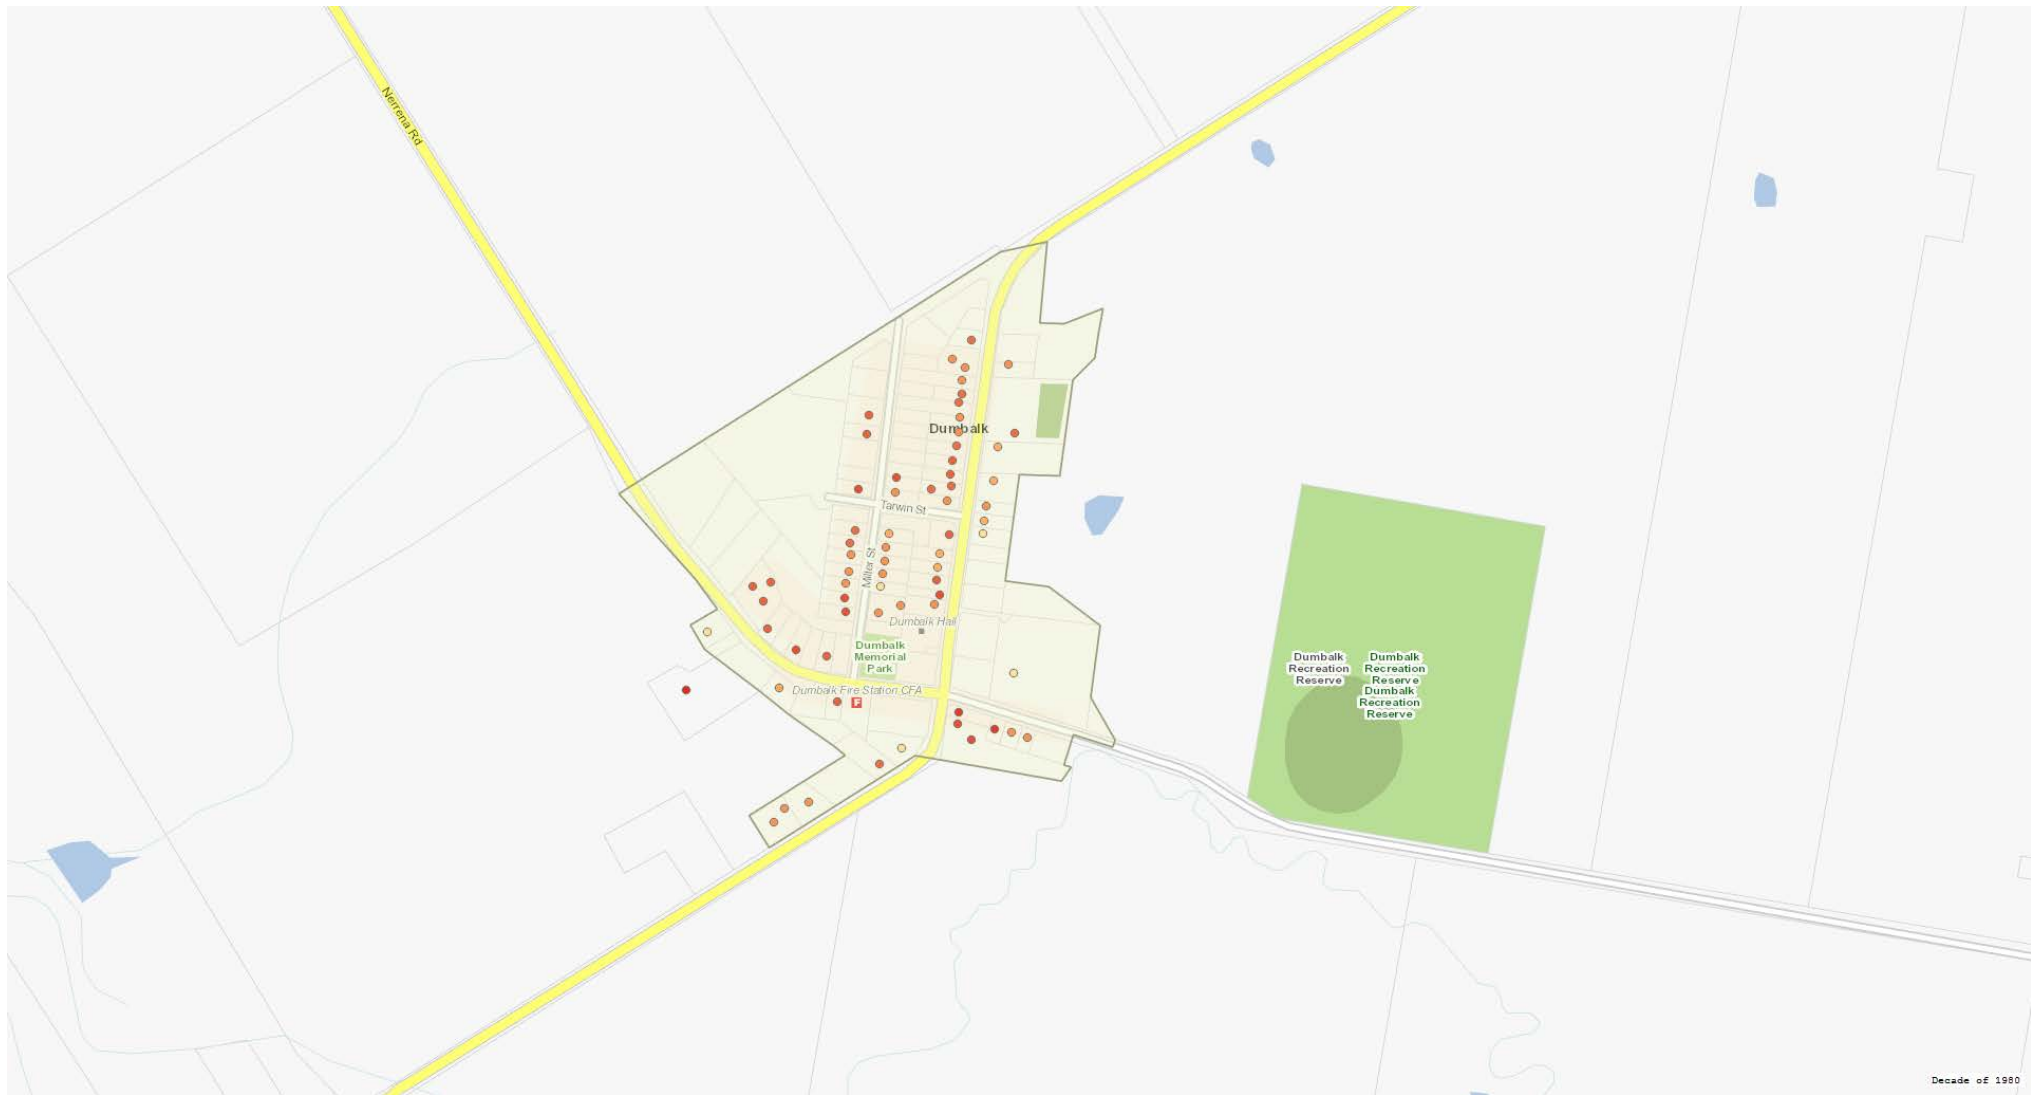 Nerrena Rd
Dumbalk
Tarwin St
Miller St
Dumbalk Hall
Dumbalk
Memorial
Park
Dumbalk Fire Station CFA
F
Dumbalk
Recreation
Reserve
Dumbalk
Recreation
Reserve
Dumbalk
Recreation
Reserve
Decade of 1980